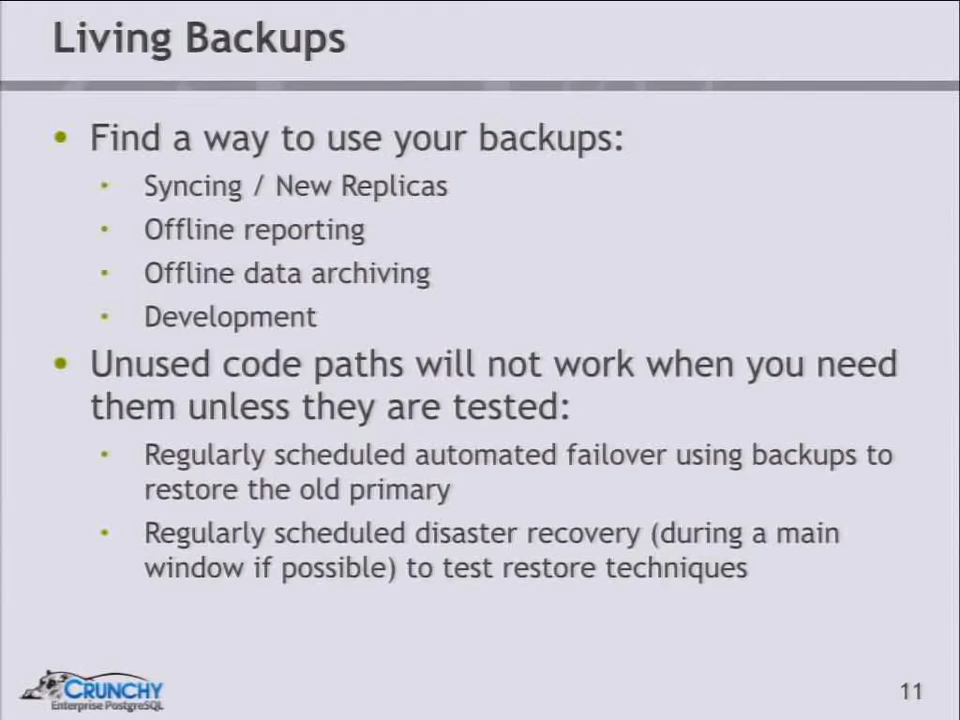 Living Backups
• Find a way to use your backups:
• Syncing / New Replicas
• Offline reporting
• Offline data archiving
• Development
• Unused code paths will not work when you need
them unless they are tested:
• Regularly scheduled automated failover using backups to
restore the old primary
• Regularly scheduled disaster recovery (during a main
window if possible) to test restore techniques
CRUNCHY
Enterprise PostgreSQL
11